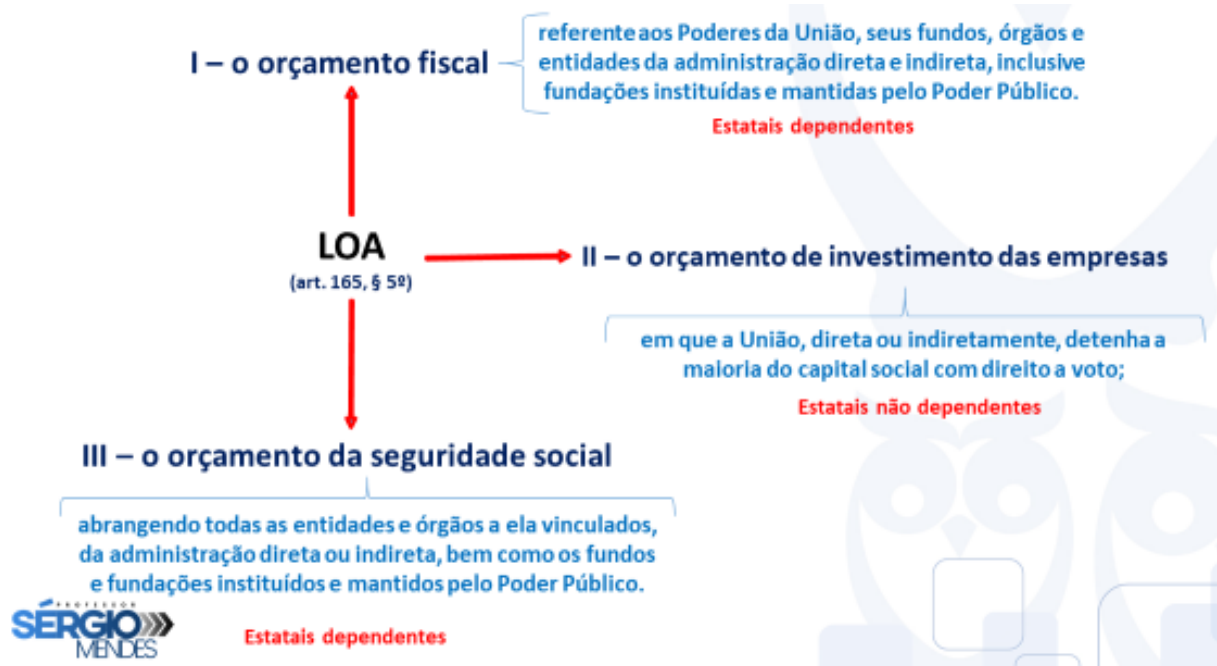 I – o orçamento fiscal
referente aos Poderes da União, seus fundos, órgãos e
entidades da administração direta e indireta, inclusive
fundações instituídas e mantidas pelo Poder Público.
Estatais dependentes
LOA
(art. 165, § 5º)
II – o orçamento de investimento das empresas
em que a União, direta ou indiretamente, detenha a
maioria do capital social com direito a voto;
Estatais não dependentes
III – o orçamento da seguridade social
abrangendo todas as entidades e órgãos a ela vinculados,
da administração direta ou indireta, bem como os fundos
e fundações instituídos e mantidos pelo Poder Público.
Estatais dependentes
PROFESSOR
SÉRGIO
MENDES